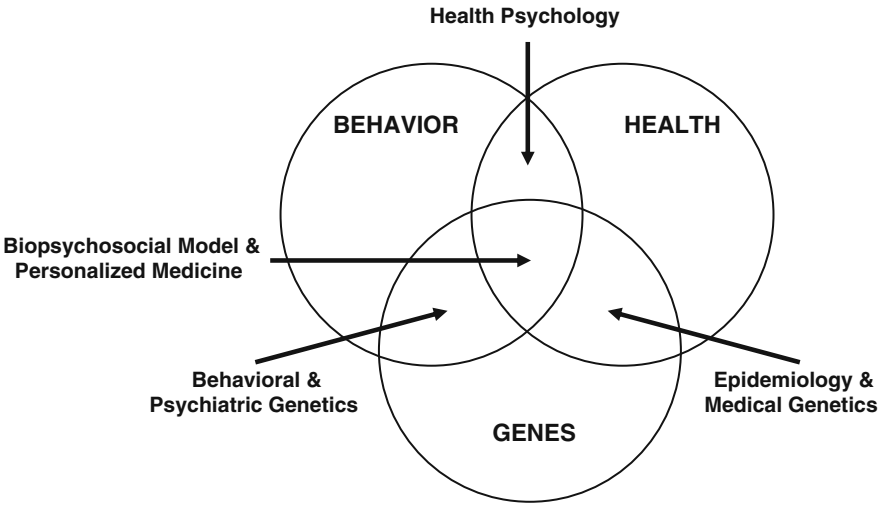 Health Psychology
BEHAVIOR
HEALTH
Biopsychosocial Model &
Personalized Medicine
Behavioral &
Psychiatric Genetics
Epidemiology &
Medical Genetics
GENES